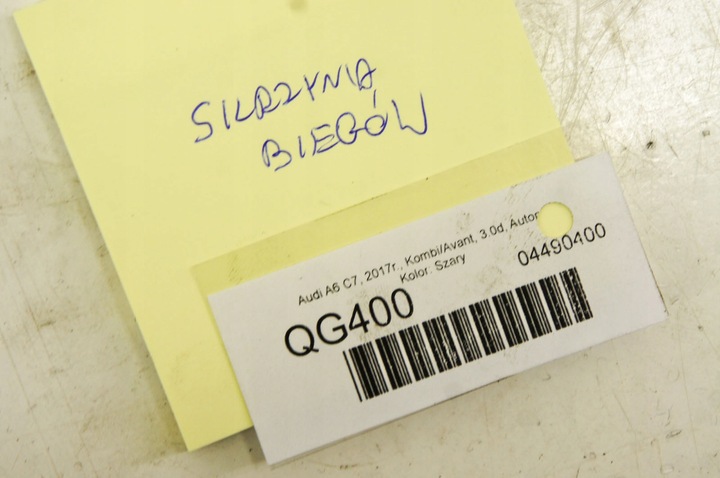 SKRZYNIA
BIEGÓW
Audi A6 C7, 2017r., Kombi/Avant, 3.0d, Autom
Kolor: Szary
04490400
QG400